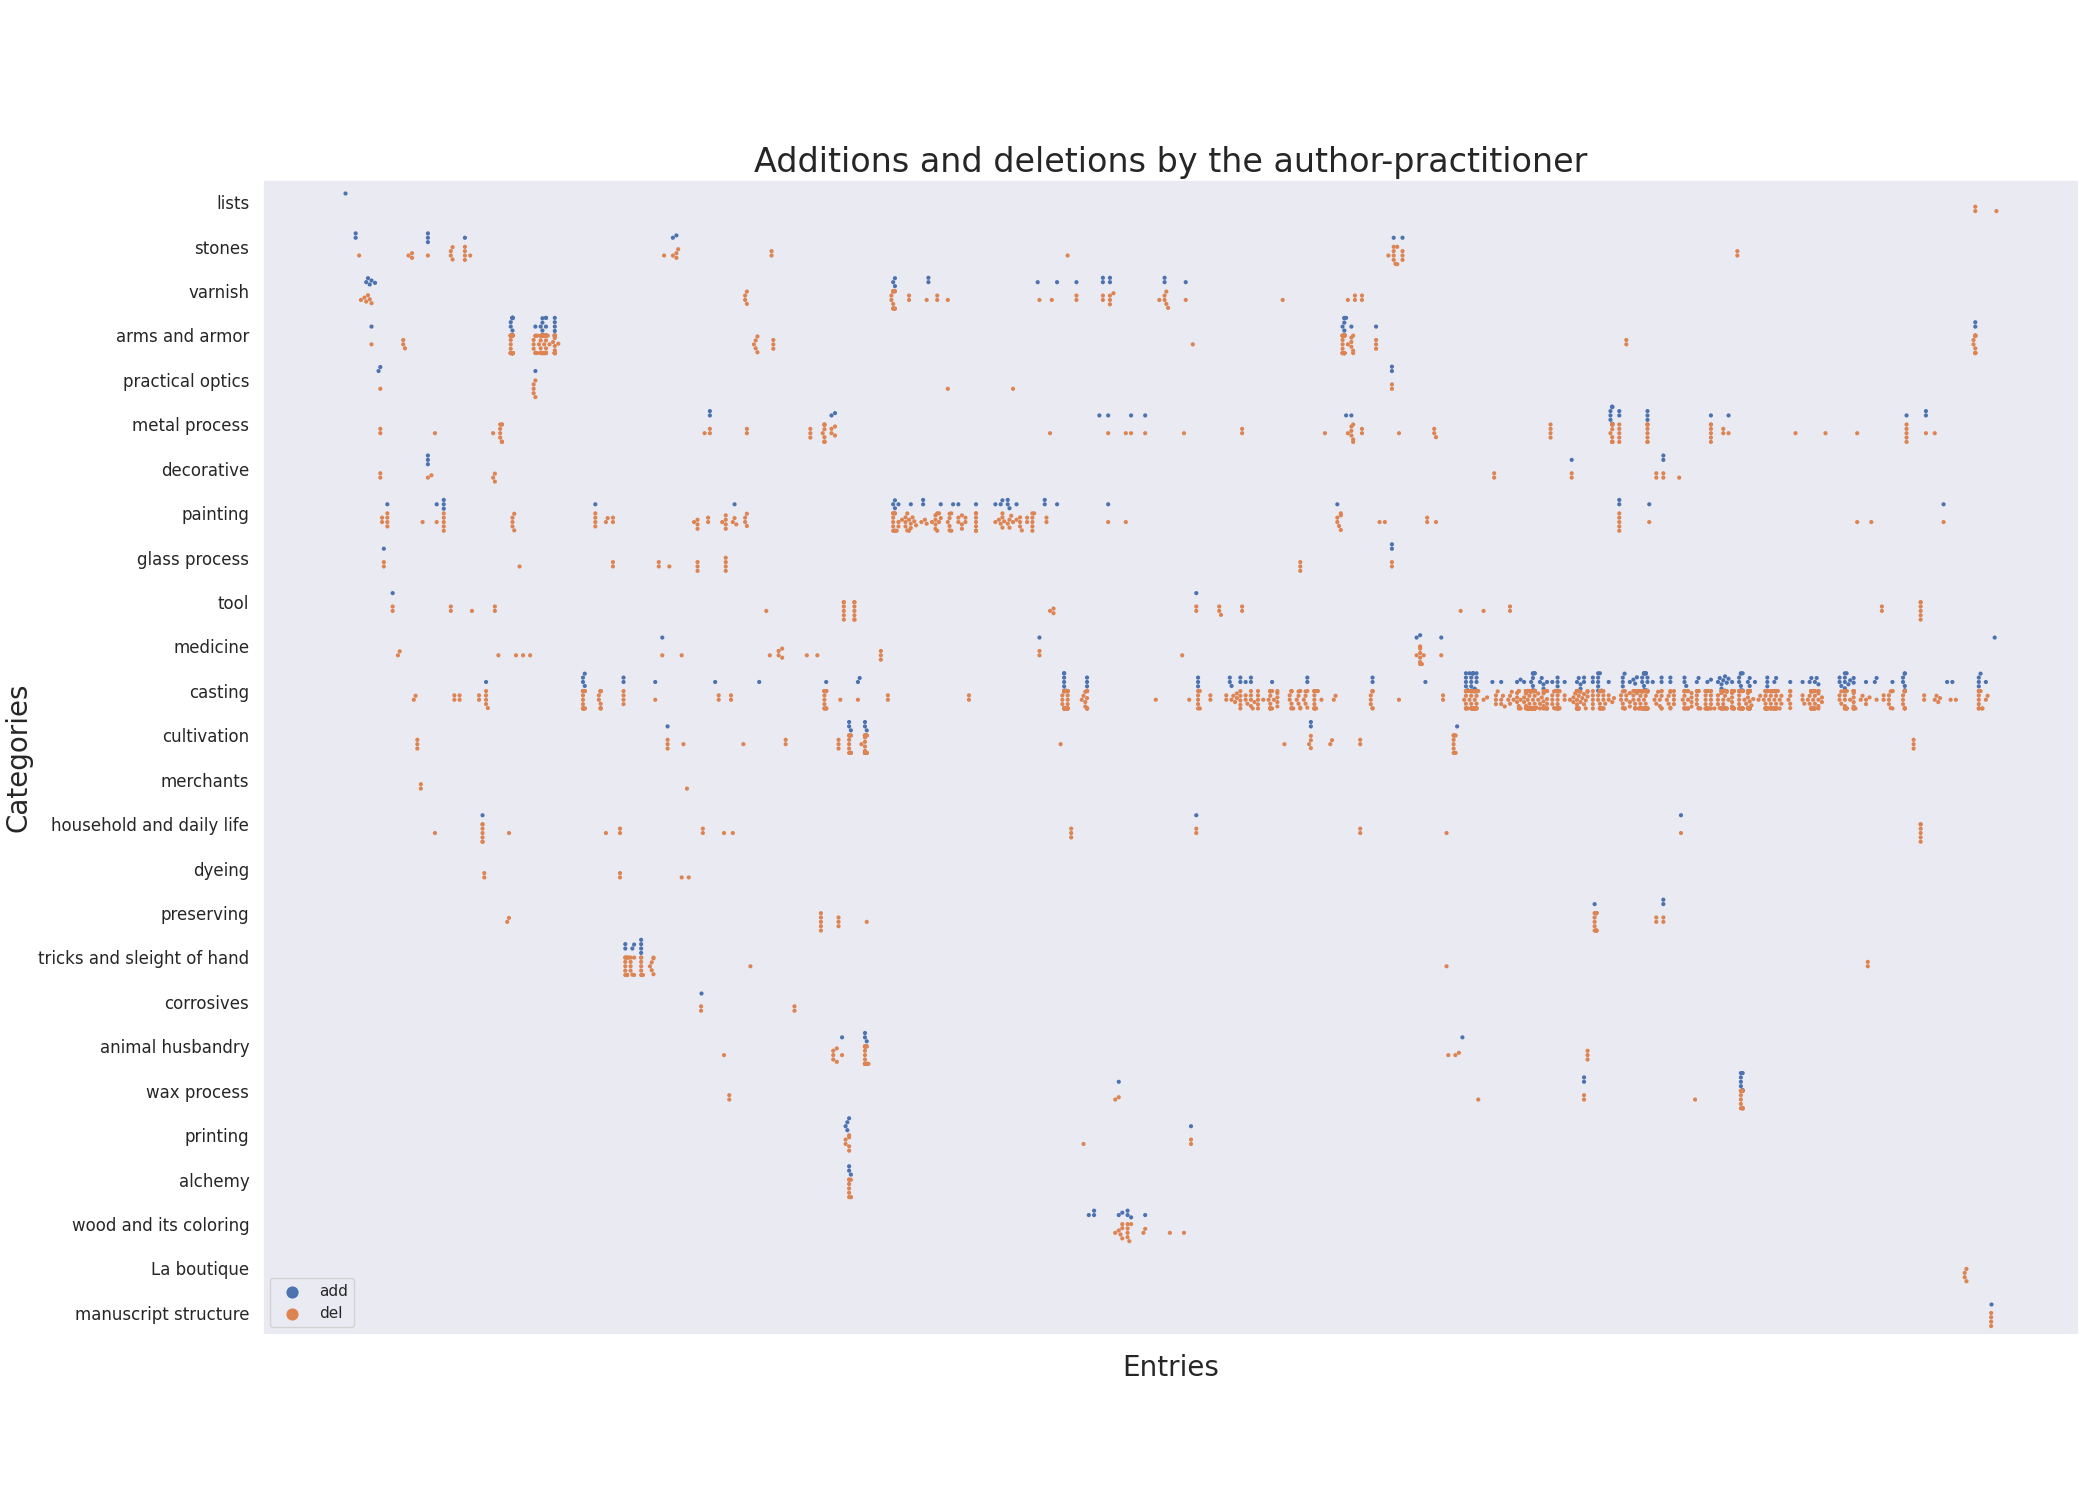 Additions and deletions by the author-practitioner
Categories
lists
stones
varnish
arms and armor
practical optics
metal process
decorative
painting
glass process
tool
medicine
casting
cultivation
merchants
household and daily life
dyeing
preserving
tricks and sleight of hand
corrosives
animal husbandry
wax process
printing
alchemy
wood and its coloring
La boutique
manuscript structure
add
del
Entries